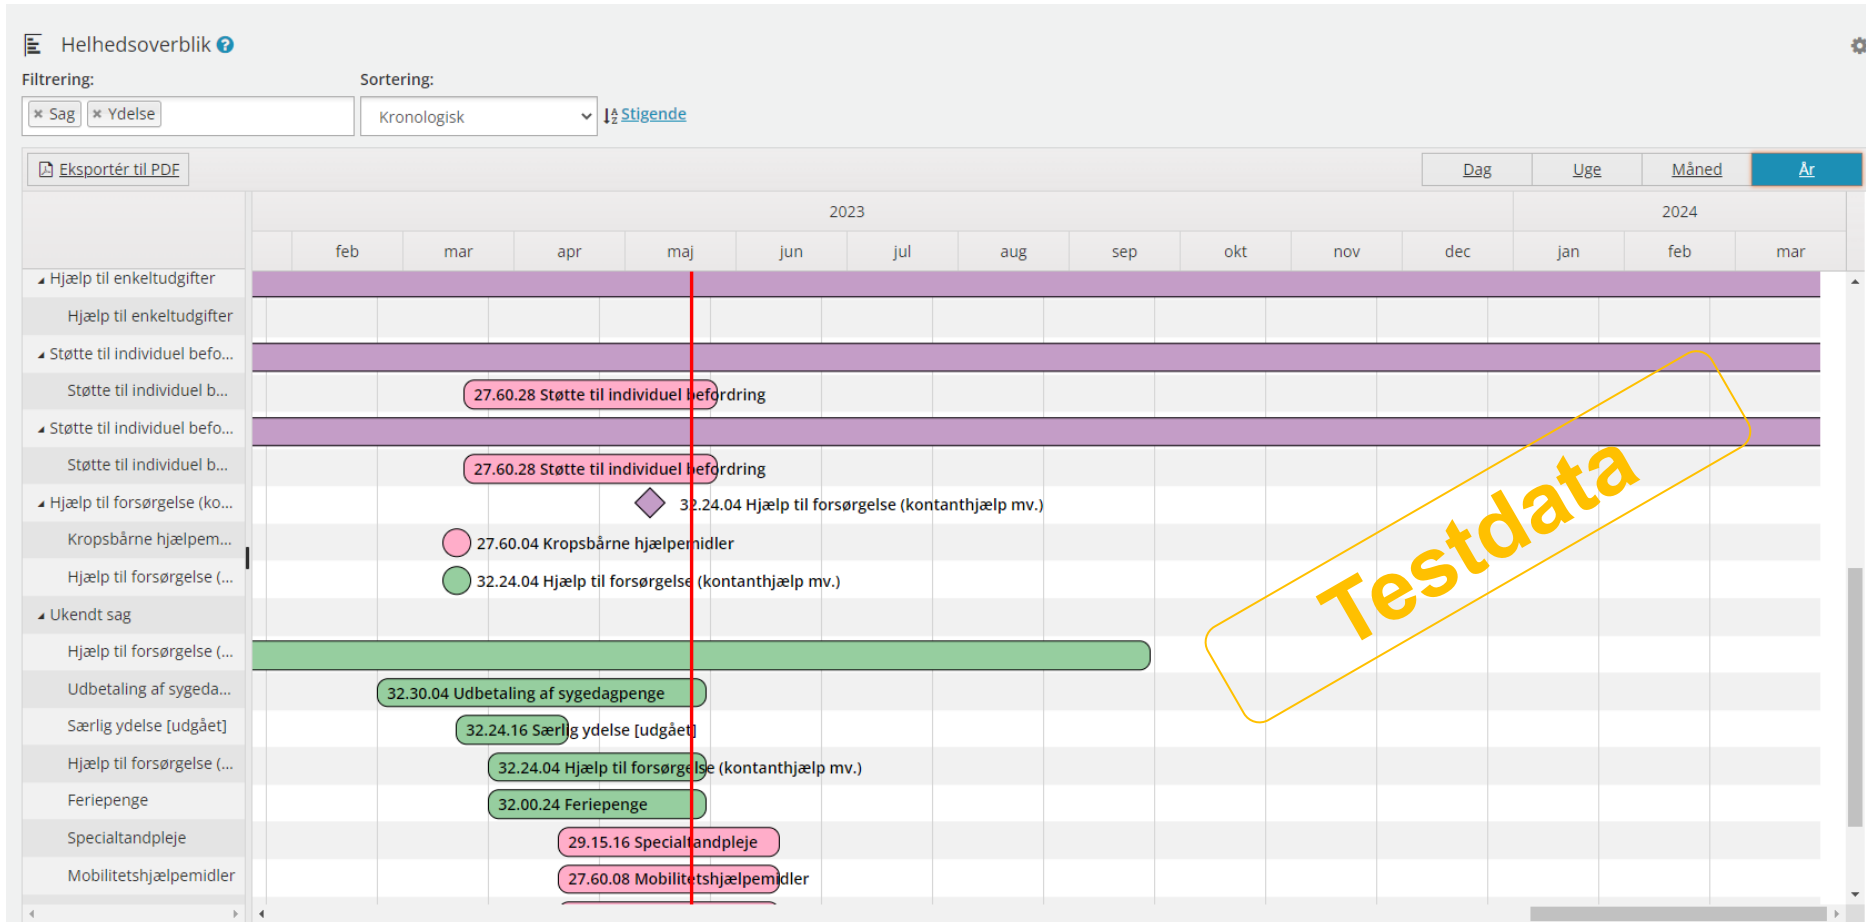 Helhedsoverblik ?
Filtrering:
Sortering:
× Sag × Ydelse
Kronologisk
Stigende
Eksportér til PDF
Dag Uge Måned År
2023 2024
feb mar apr maj jun jul aug sep okt nov dec jan feb mar
Hjælp til enkeltudgifter
Hjælp til enkeltudgifter
Støtte til individuel befo...
Støtte til individuel b... 27.60.28 Støtte til individuel befordring
Støtte til individuel befo...
Støtte til individuel b... 27.60.28 Støtte til individuel befordring
Hjælp til forsørgelse (ko... 32.24.04 Hjælp til forsørgelse (kontanthjælp mv.)
Kropsbårne hjælpem... 27.60.04 Kropsbårne hjælpemidler
Hjælp til forsørgelse (... 32.24.04 Hjælp til forsørgelse (kontanthjælp mv.)
Ukendt sag
Hjælp til forsørgelse (...
Udbetaling af sygeda... 32.30.04 Udbetaling af sygedagpenge
Særlig ydelse [udgået] 32.24.16 Særlig ydelse [udgået]
Hjælp til forsørgelse (... 32.24.04 Hjælp til forsørgelse (kontanthjælp mv.)
Feriepenge 32.00.24 Feriepenge
Specialtandpleje 29.15.16 Specialtandpleje
Mobilitetshjælpemidler 27.60.08 Mobilitetshjælpemidler
Testdata